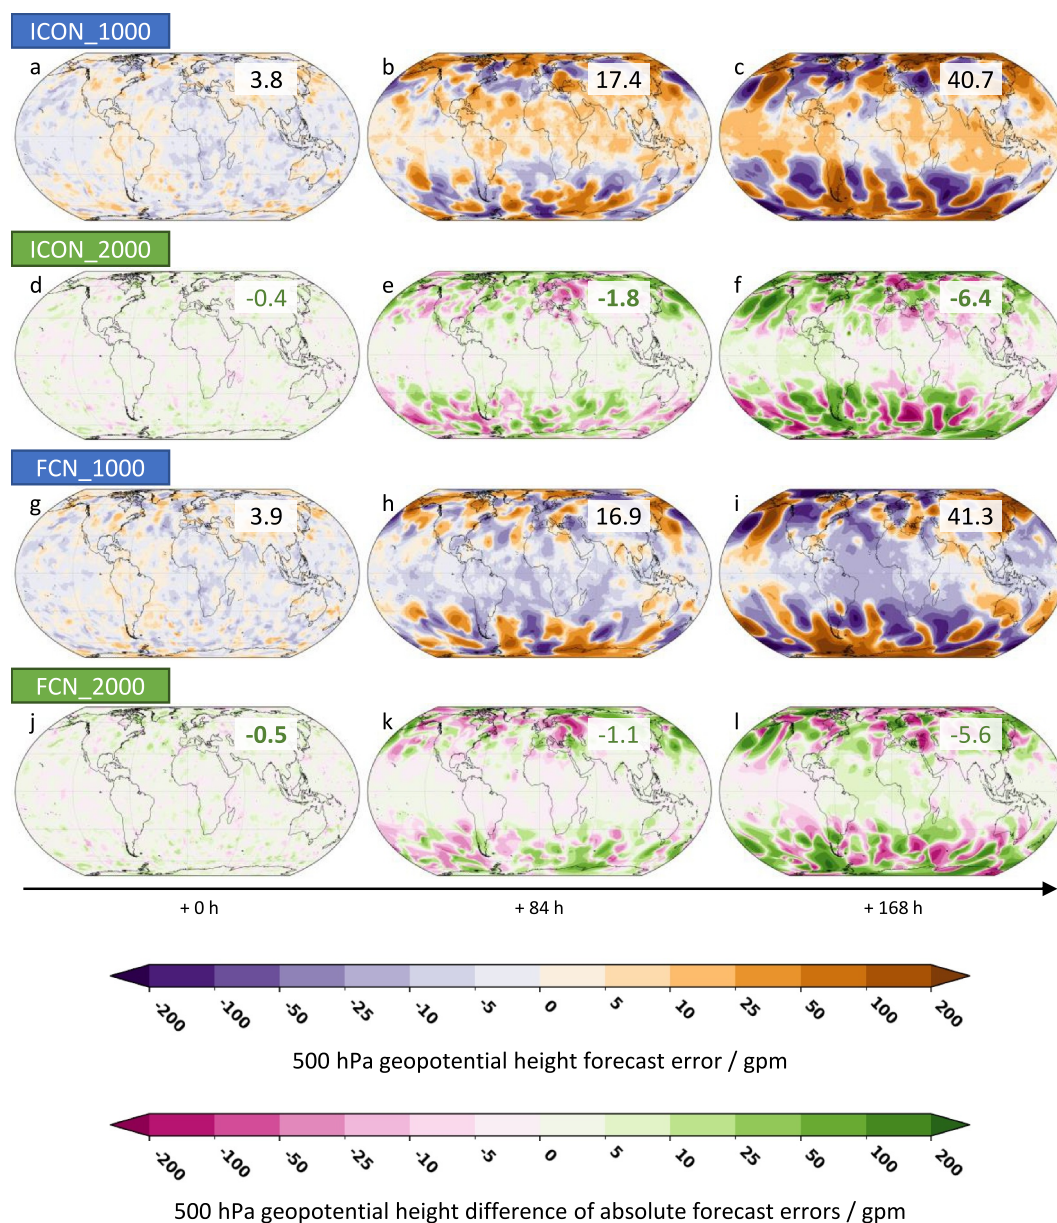 ICON_1000
a 3.8 b 17.4 c 40.7
ICON_2000
d -0.4 e -1.8 f -6.4
FCN_1000
g 3.9 h 16.9 i 41.3
FCN_2000
j -0.5 k -1.1 l -5.6
+ 0 h + 84 h + 168 h
-200 -100 -50 -25 -10 -5 0 5 10 25 50 100 200
500 hPa geopotential height forecast error / gpm
-200 -100 -50 -25 -10 -5 0 5 10 25 50 100 200
500 hPa geopotential height difference of absolute forecast errors / gpm